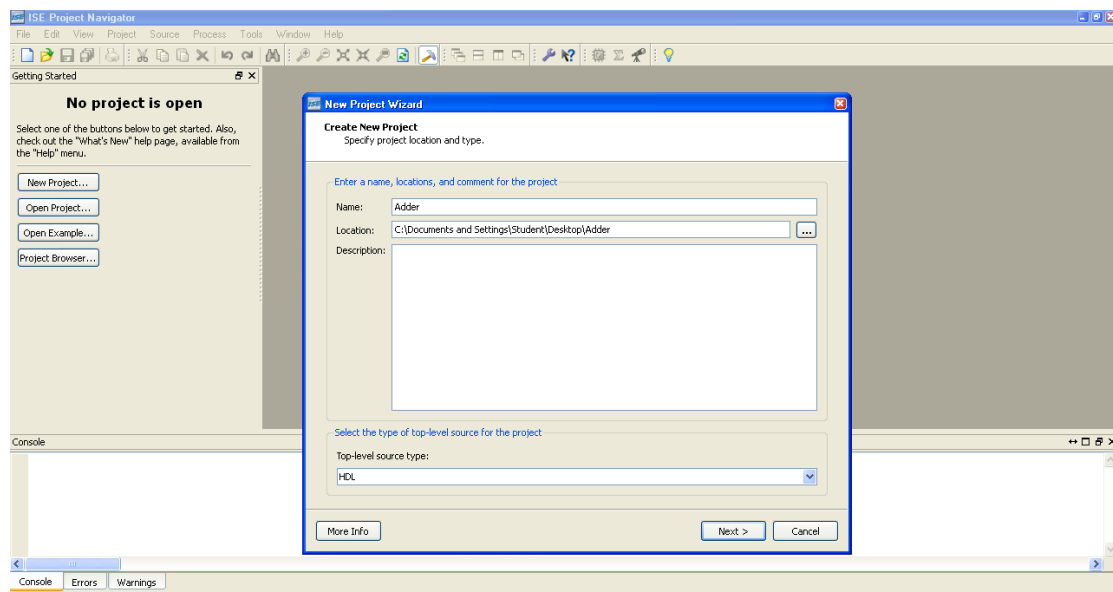 ISE Project Navigator
File Edit View Project Source Process Tools Window Help
Getting Started
No project is open
Select one of the buttons below to get started. Also,
check out the "What's New" help page, available from
the "Help" menu.
New Project...
Open Project...
Open Example...
Project Browser...
New Project Wizard
Create New Project
Specify project location and type.
Enter a name, locations, and comment for the project
Name: Adder
Location: C:\Documents and Settings\Student\Desktop\Adder ...
Description:
Select the type of top-level source for the project
Top-level source type:
HDL
More Info Next > Cancel
Console
Console Errors Warnings